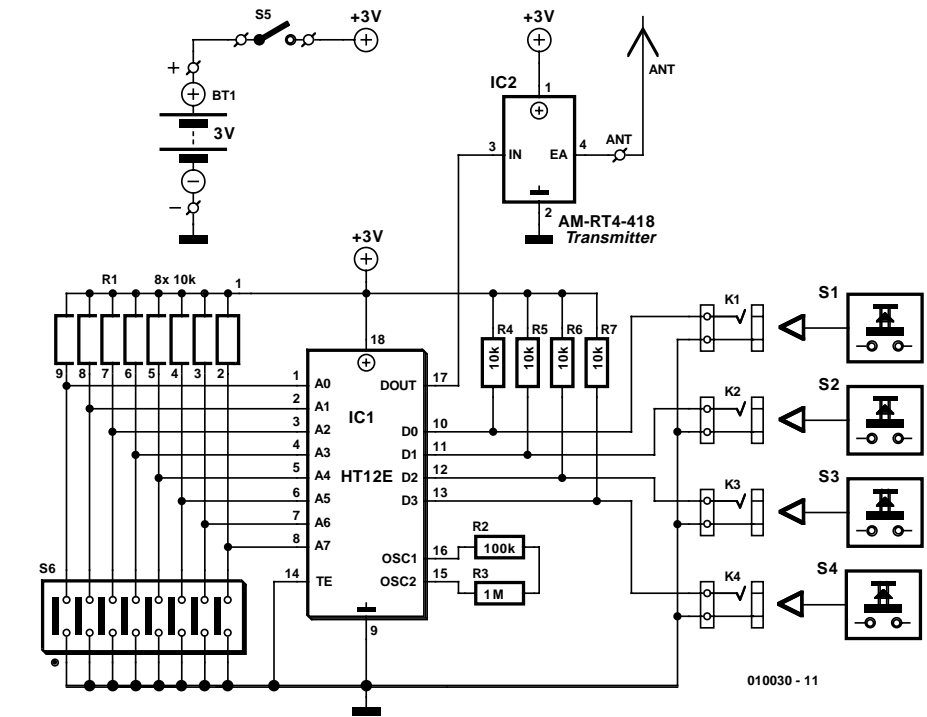 S5
+3V
+3V
ANT
IC2
1
+
BT1
3V
3 IN EA 4
ANT
2
–
AM-RT4-418
Transmitter
+3V
R1 8x 10k 1
K1
S1
R4 R5 R6 R7
10k 10k 10k 10k
18
9 8 7 6 5 4 3 2
1 A0
DOUT 17
2 A1
IC1
K2
S2
3 A2
D0 10
4 A3
D1 11
5 A4
HT12E
D2 12
K3
S3
6 A5
D3 13
7 A6
R2
100k
8 A7
OSC1 16
S6
14 TE
OSC2 15
R3
1M
K4
S4
9
010030 - 11